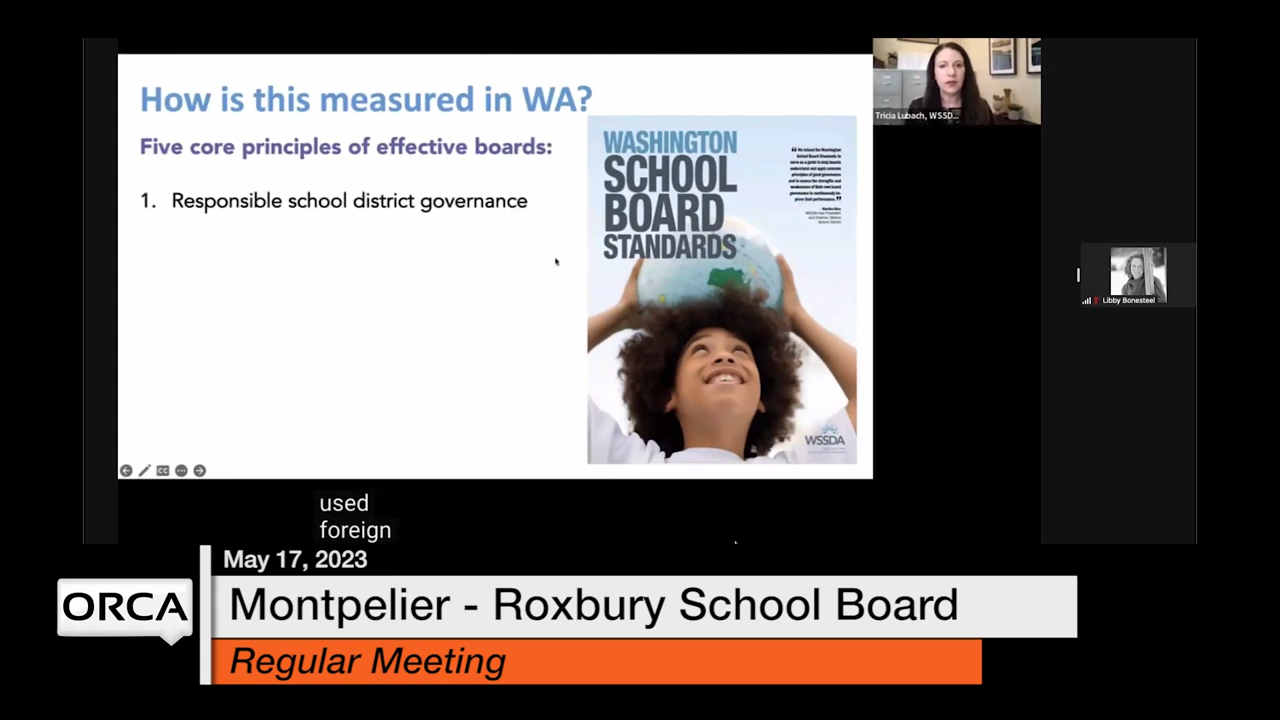 How is this measured in WA?
Five core principles of effective boards:
1. Responsible school district governance
WASHINGTON
SCHOOL
BOARD
STANDARDS
WSSDA
Tricia Lubach, WSSD...
Libby Bonesteel
used
foreign
May 17, 2023
ORCA
Montpelier - Roxbury School Board
Regular Meeting